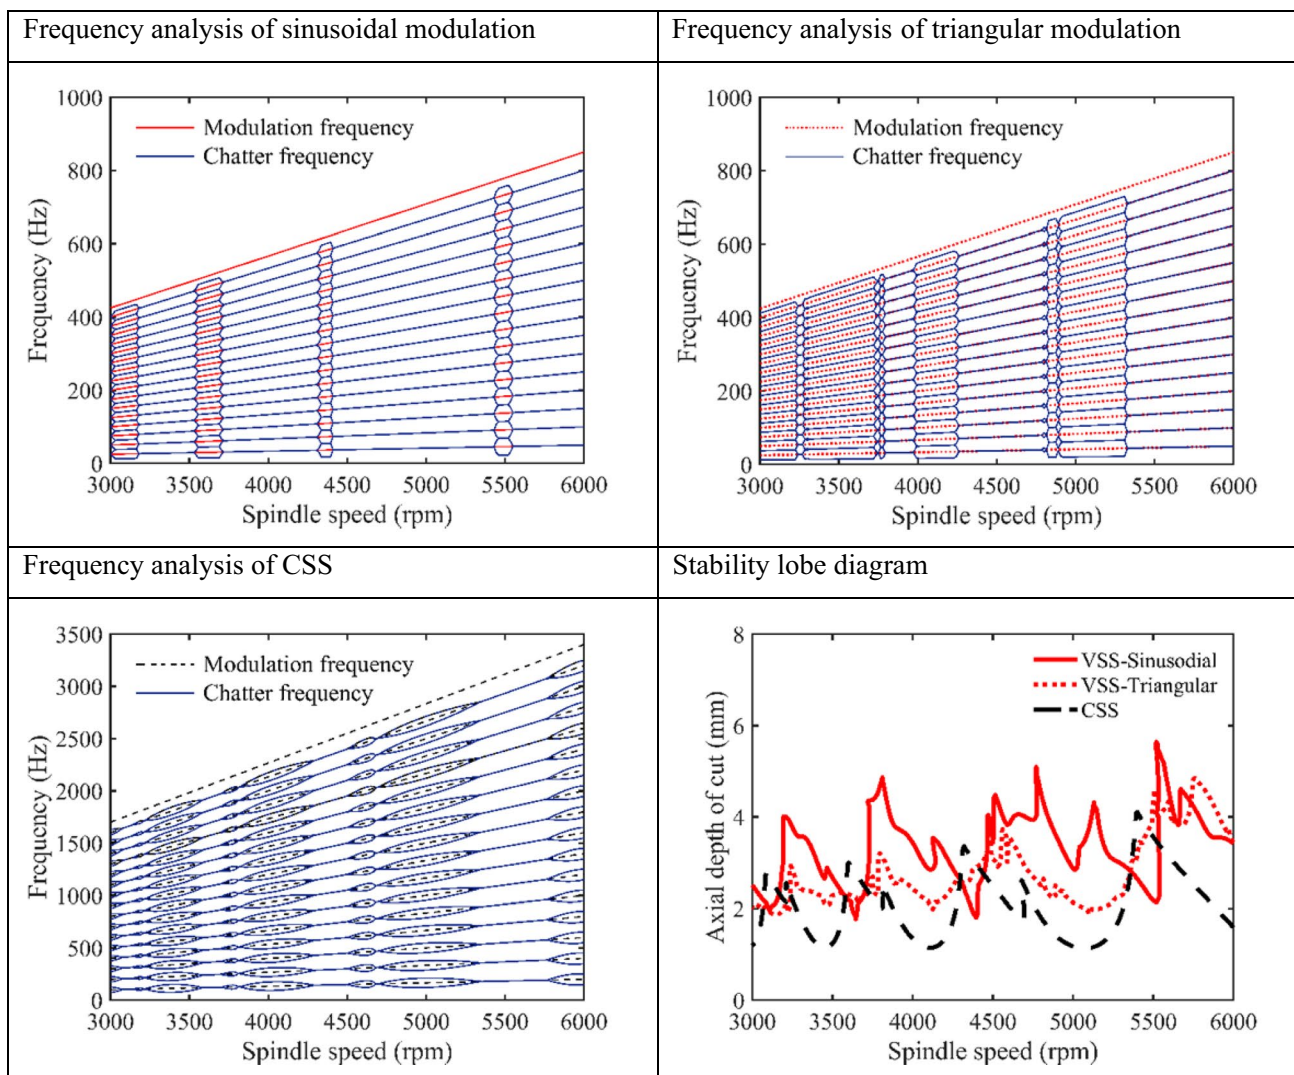 Frequency analysis of sinusoidal modulation
Frequency analysis of triangular modulation
1000
800
600
400
200
0
Frequency (Hz)
Modulation frequency
Chatter frequency
3000 3500 4000 4500 5000 5500 6000
Spindle speed (rpm)
1000
800
600
400
200
0
Frequency (Hz)
Modulation frequency
Chatter frequency
3000 3500 4000 4500 5000 5500 6000
Spindle speed (rpm)
Frequency analysis of CSS
Stability lobe diagram
3500
3000
2500
2000
1500
1000
500
0
Frequency (Hz)
Modulation frequency
Chatter frequency
3000 3500 4000 4500 5000 5500 6000
Spindle speed (rpm)
8
6
4
2
0
Axial depth of cut (mm)
VSS-Sinusodial
VSS-Triangular
CSS
3000 3500 4000 4500 5000 5500 6000
Spindle speed (rpm)